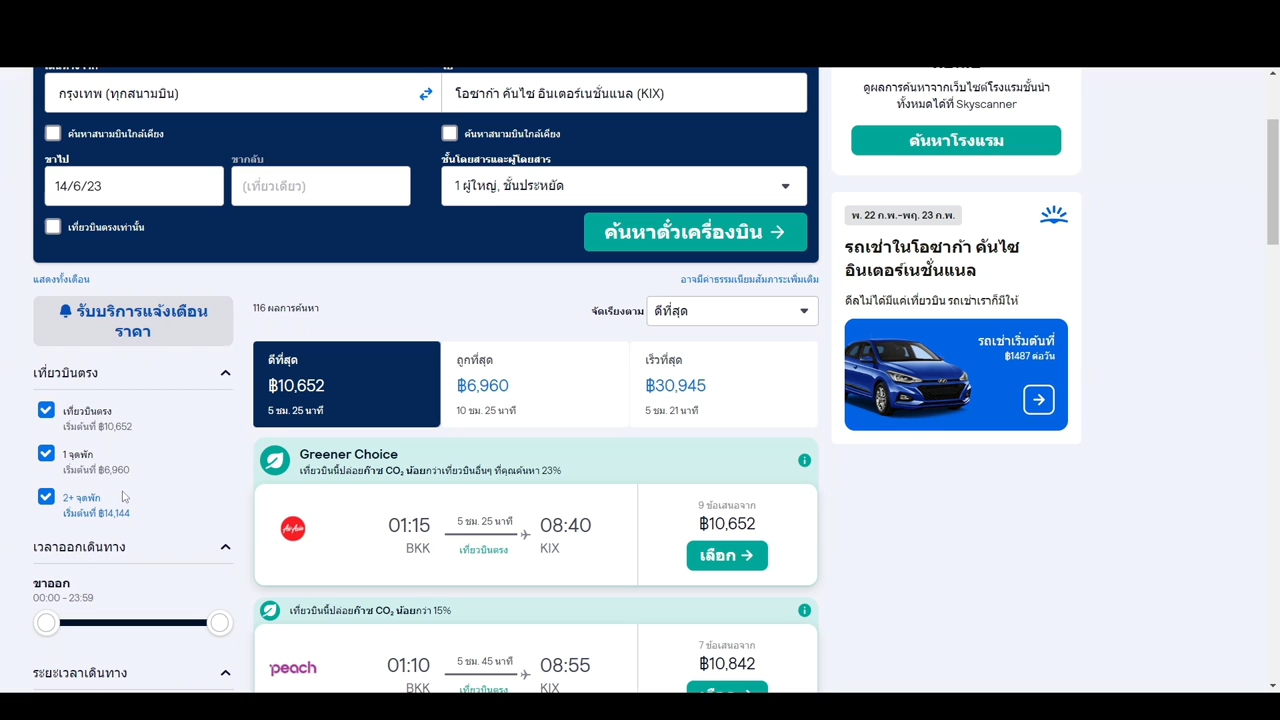 กรุงเทพ (ทุกสนามบิน)
โอซาก้า คันไซ อินเตอร์เนชั่นแนล (KIX)
ค้นหาสนามบินใกล้เคียง
ค้นหาสนามบินใกล้เคียง
ขาไป
ขากลับ
ชั้นโดยสารและผู้โดยสาร
14/6/23
(เที่ยวเดียว)
1 ผู้ใหญ่, ชั้นประหยัด
เที่ยวบินตรงเท่านั้น
ค้นหาตั๋วเครื่องบิน →
แสดงทั้งเดือน
อาจมีค่าธรรมเนียมสัมภาระเพิ่มเติม
รับบริการแจ้งเตือน
ราคา
116 ผลการค้นหา
จัดเรียงตาม
ดีที่สุด
เที่ยวบินตรง
เที่ยวบินตรง
เริ่มต้นที่ ฿10,652
1 จุดพัก
เริ่มต้นที่ ฿6,960
2+ จุดพัก
เริ่มต้นที่ ฿14,144
เวลาออกเดินทาง
ขาออก
00:00 - 23:59
ระยะเวลาเดินทาง
ดีที่สุด
฿10,652
5 ชม. 25 นาที
ถูกที่สุด
฿6,960
10 ชม. 25 นาที
เร็วที่สุด
฿30,945
5 ชม. 21 นาที
Greener Choice
เที่ยวบินนี้ปล่อยก๊าซ CO₂ น้อยกว่าเที่ยวบินอื่นๆ ที่คุณค้นหา 23%
AirAsia
01:15
BKK
5 ชม. 25 นาที
เที่ยวบินตรง
08:40
KIX
9 ข้อเสนอจาก
฿10,652
เลือก →
เที่ยวบินนี้ปล่อยก๊าซ CO₂ น้อยกว่า 15%
peach
01:10
BKK
5 ชม. 45 นาที
เที่ยวบินตรง
08:55
KIX
7 ข้อเสนอจาก
฿10,842
ดูผลการค้นหาจากเว็บไซต์โรงแรมชั้นนำ
ทั้งหมดได้ที่ Skyscanner
ค้นหาโรงแรม
พ. 22 ก.พ.-พฤ. 23 ก.พ.
รถเช่าในโอซาก้า คันไซ
อินเตอร์เนชั่นแนล
ดีลไม่ได้มีแค่เที่ยวบิน รถเช่าเราก็มีให้
รถเช่าเริ่มต้นที่
฿1487 ต่อวัน